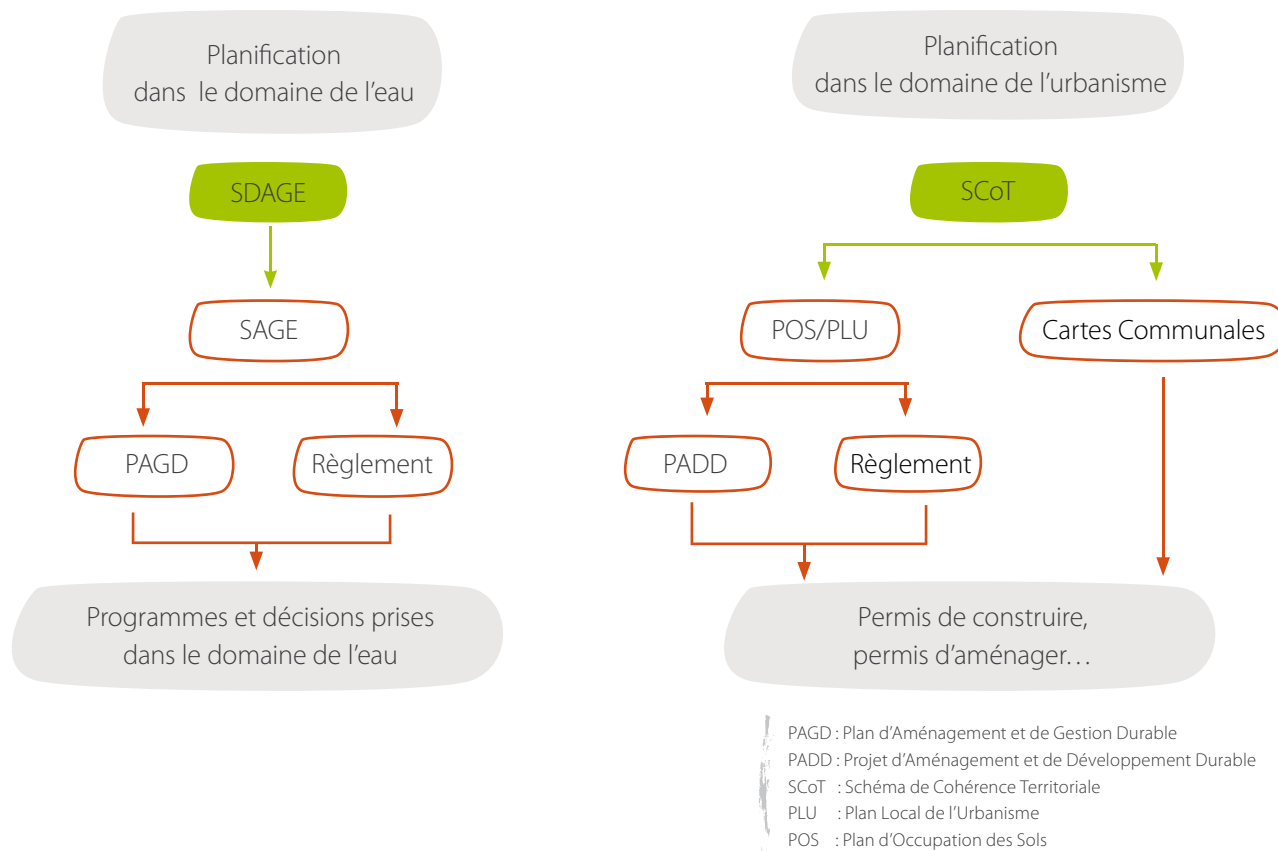 Planification
dans le domaine de l'eau
SDAGE
SAGE
PAGD
Règlement
Programmes et décisions prises
dans le domaine de l'eau
Planification
dans le domaine de l'urbanisme
SCoT
POS/PLU
Cartes Communales
PADD
Règlement
Permis de construire,
permis d'aménager…
PAGD : Plan d'Aménagement et de Gestion Durable
PADD : Projet d'Aménagement et de Développement Durable
SCoT : Schéma de Cohérence Territoriale
PLU : Plan Local de l'Urbanisme
POS : Plan d'Occupation des Sols